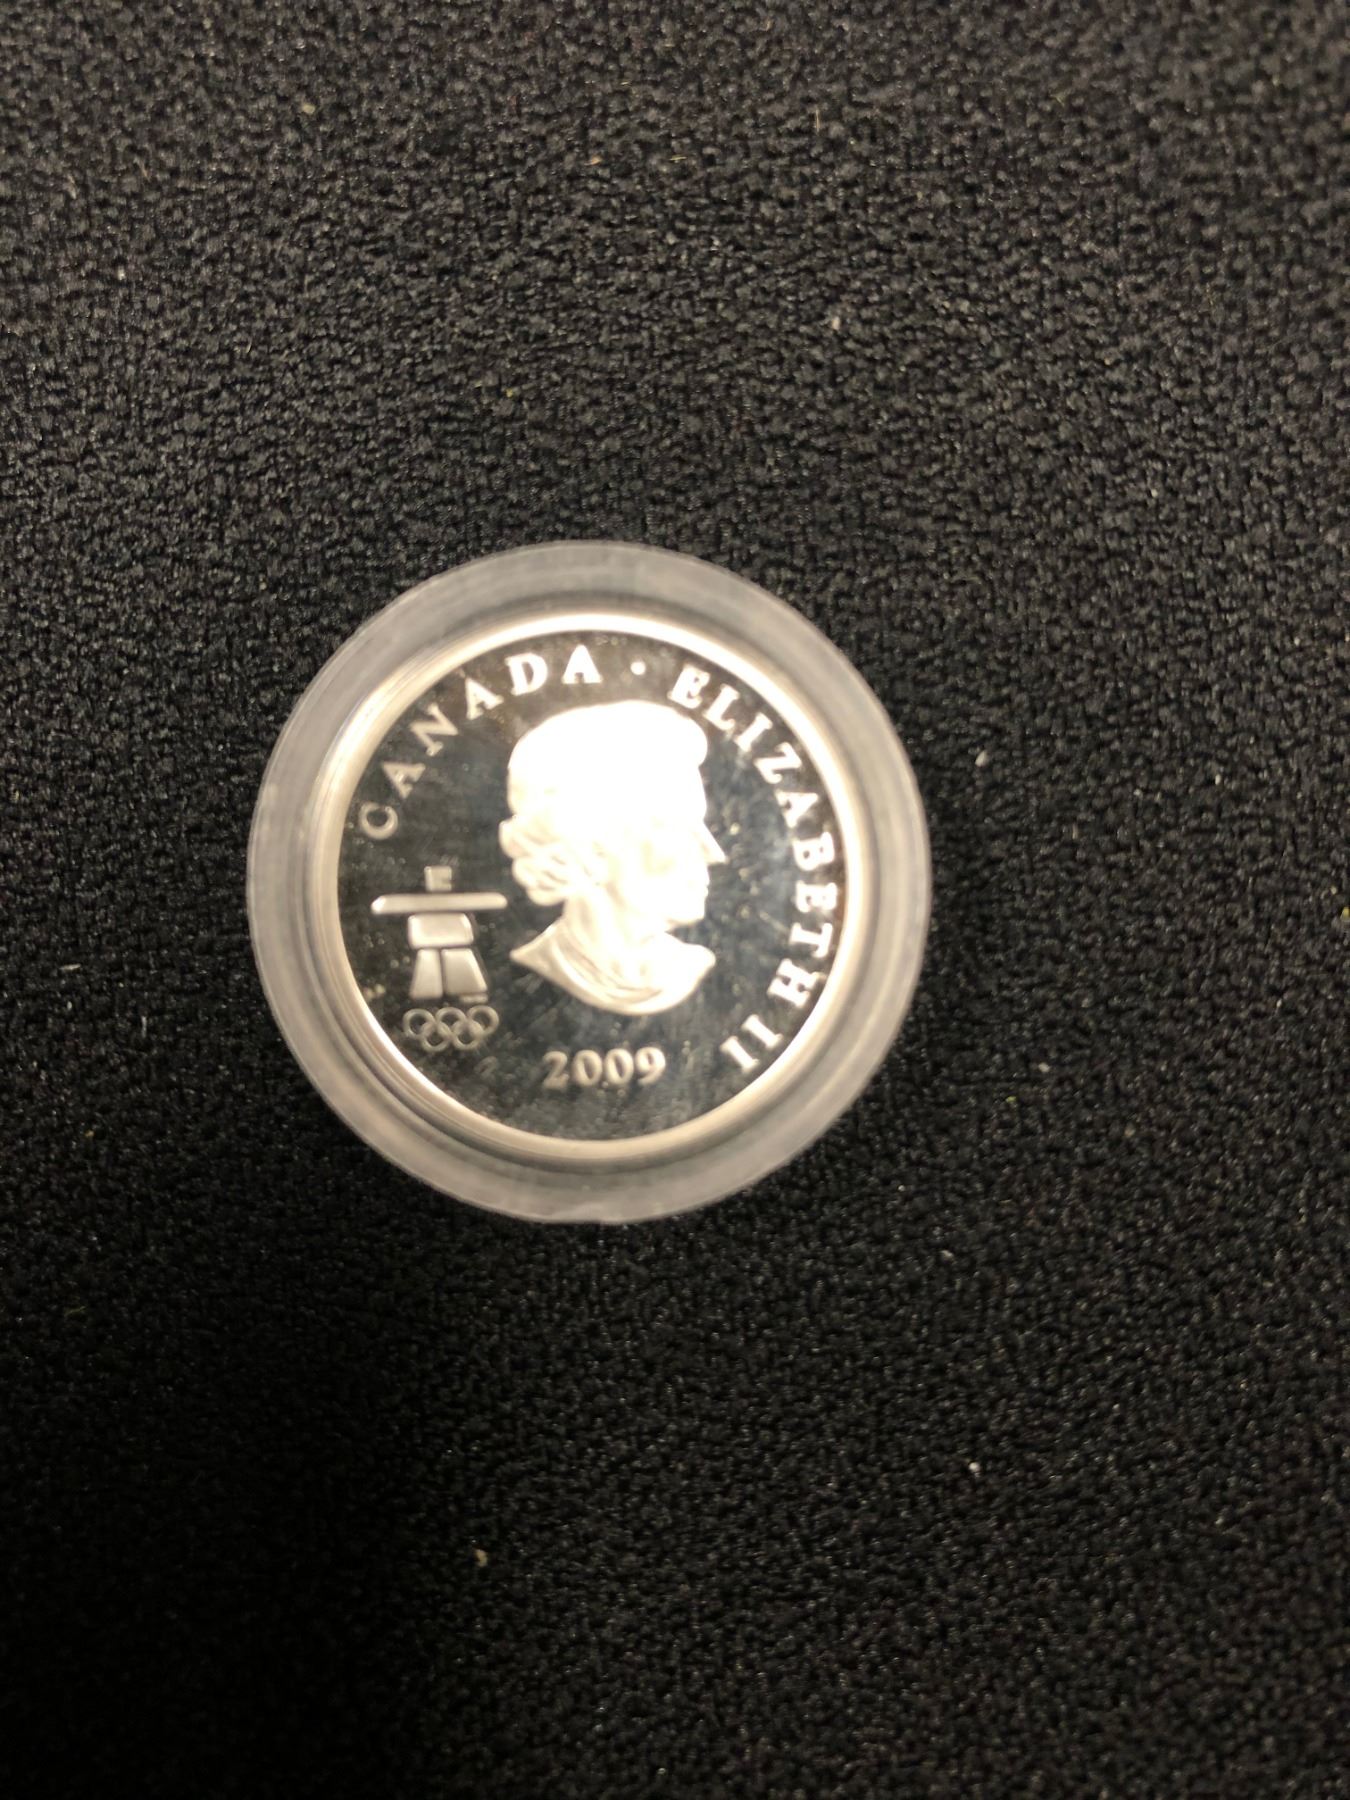 CANADA · ELIZABETH II
2009